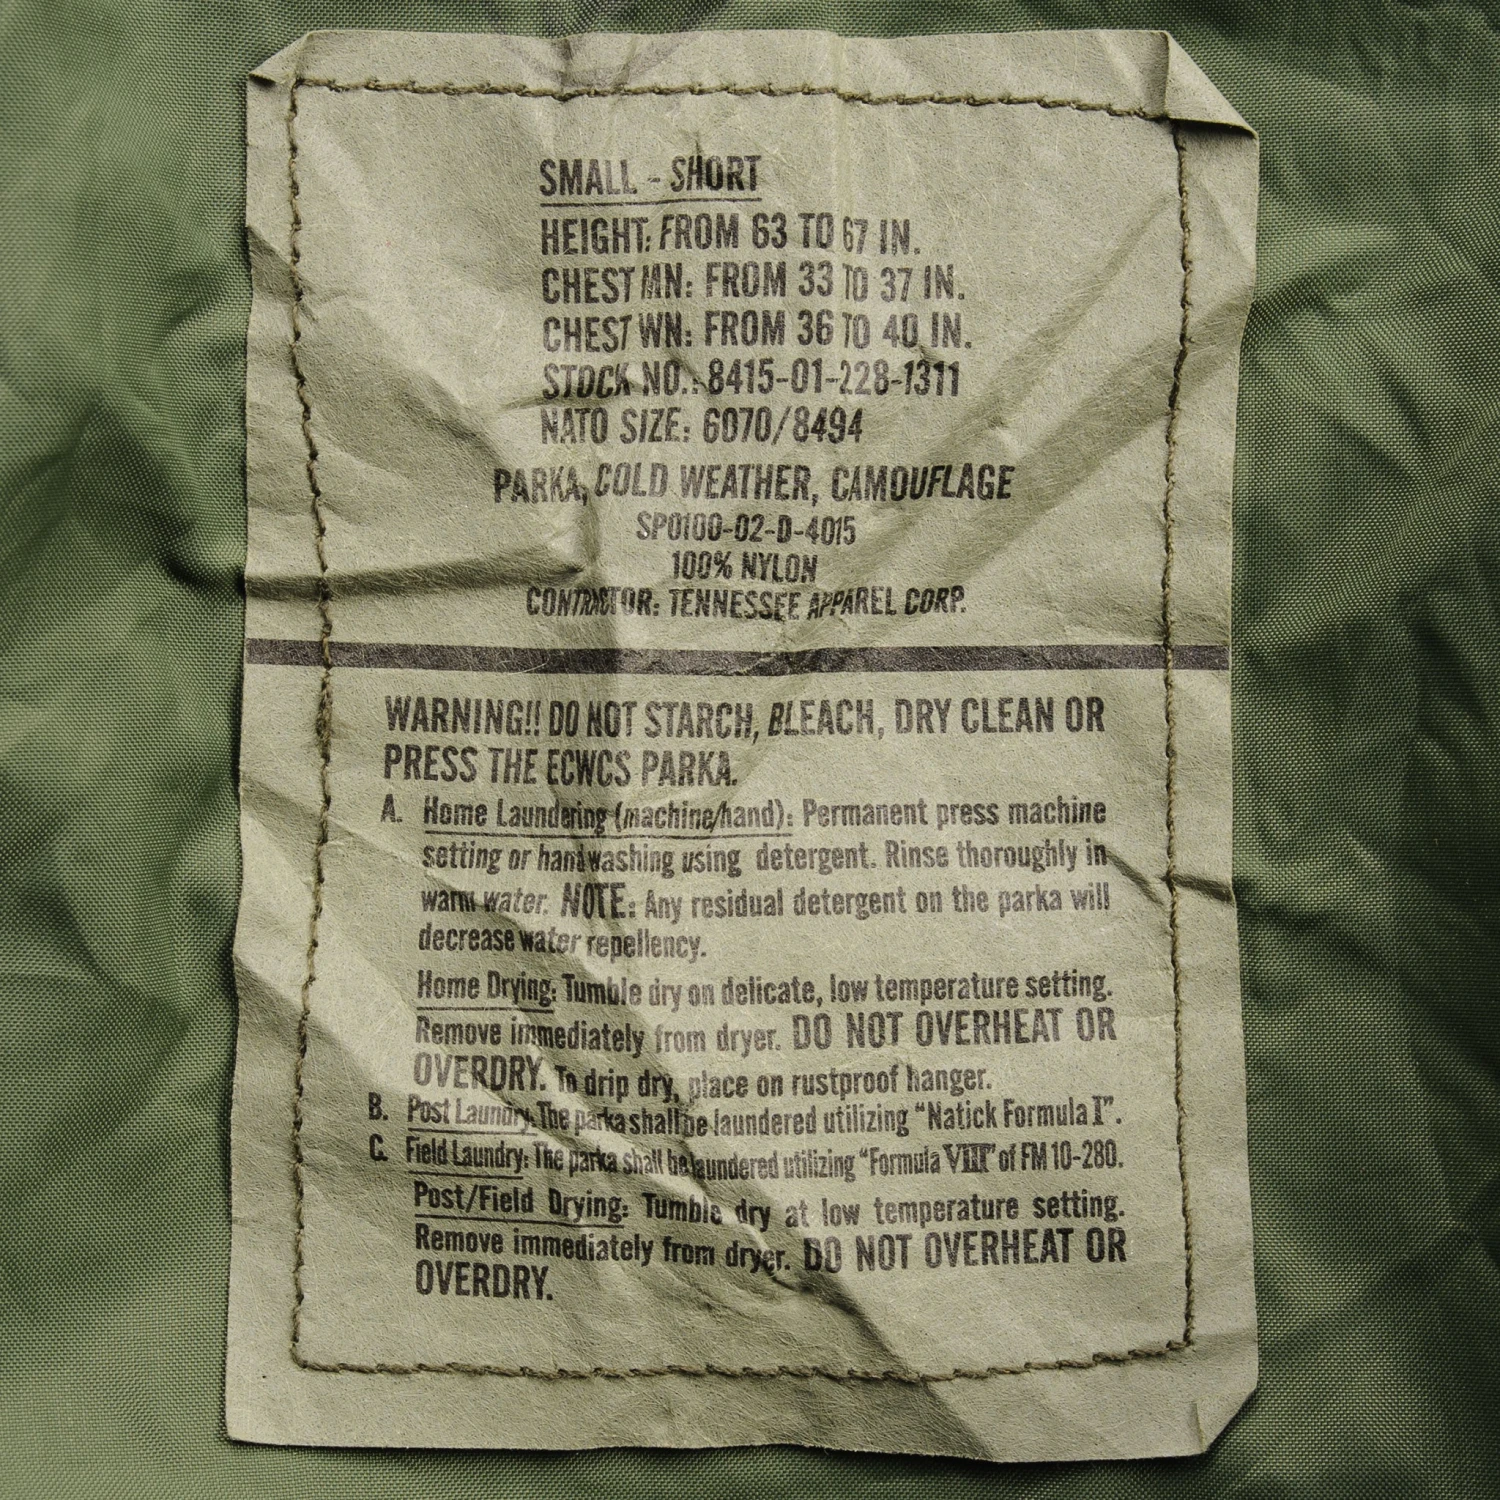 SMALL - SHORT
HEIGHT: FROM 63 TO 67 IN.
CHEST MN: FROM 33 TO 37 IN.
CHEST WN: FROM 36 TO 40 IN.
STOCK NO.: 8415-01-228-1311
NATO SIZE: 6070/8494
PARKA, COLD WEATHER, CAMOUFLAGE
SP0100-02-D-4015
100% NYLON
CONTRACTOR: TENNESSEE APPAREL CORP.
WARNING!! DO NOT STARCH, BLEACH, DRY CLEAN OR
PRESS THE ECWCS PARKA.
A. Home Laundering (machine/hand): Permanent press machine
setting or handwashing using detergent. Rinse thoroughly in
warm water. NOTE: Any residual detergent on the parka will
decrease water repellency.
Home Drying: Tumble dry on delicate, low temperature setting.
Remove immediately from dryer. DO NOT OVERHEAT OR
OVERDRY. To drip dry, place on rustproof hanger.
B. Post Laundry: The parka shall be laundered utilizing “Natick Formula I”.
C. Field Laundry: The parka shall be laundered utilizing “Formula VIII” of FM 10-280.
Post/Field Drying: Tumble dry at low temperature setting.
Remove immediately from dryer. DO NOT OVERHEAT OR
OVERDRY.